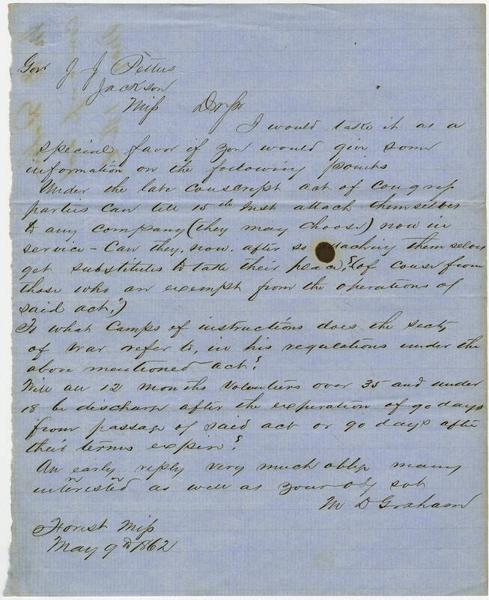 Gov J J Pettus
Jackson
Miss Dr Sir
I would take it as a
special favor if you would give som
information on the following points
Under the late conscript act of congress
parties can till 15th Inst attach themselves
to any company (they may choose) now in
service - Can they, now, after so attaching themselves
get substitutes to take their place? (of course from
those who are exempt from the operations of
said act,")
To what Camps of instructions does the Secty
of War refer to, in his regulations under the
above mentioned act?
Will all 12 months volunteers over 35 and under
18 be discharge after the expiration of 90 days
from passage of said act or 90 days after
their terms expire?
An early reply very much oblige many
interested as well as your Ob svt
M D Graham
Forest Miss
May 9th 1862